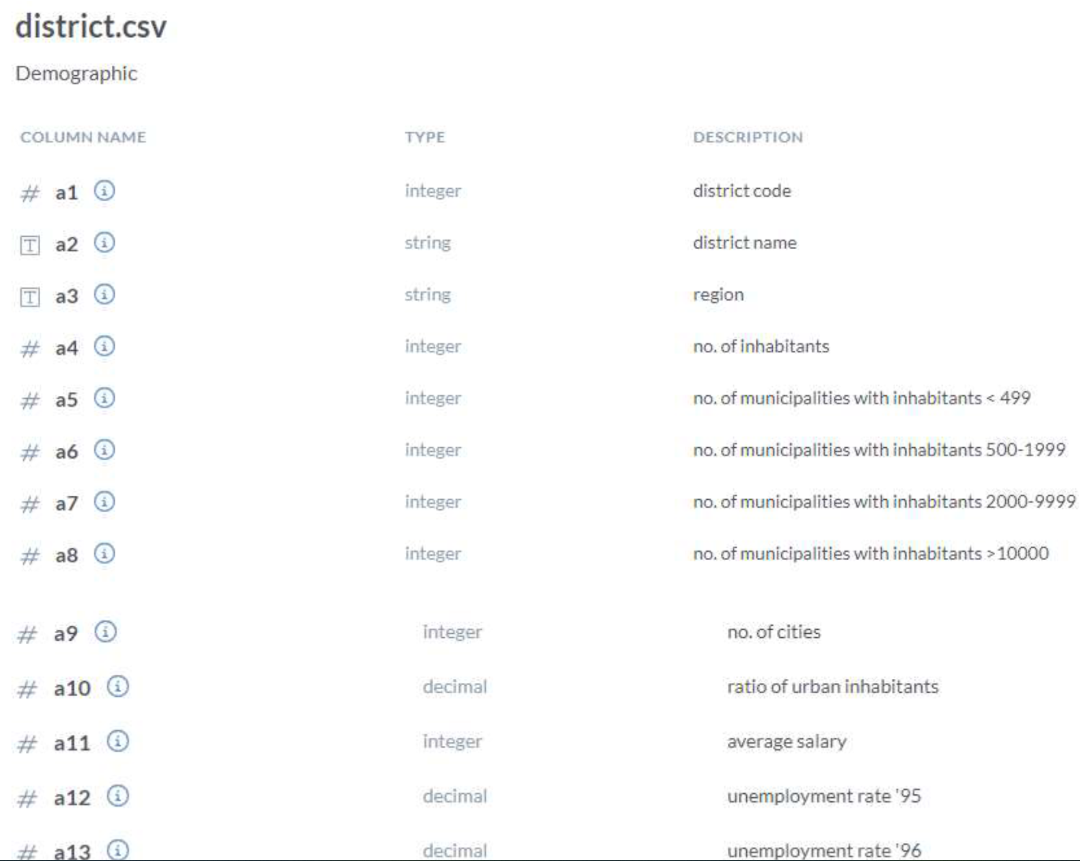 district.csv
Demographic
COLUMN NAME TYPE DESCRIPTION
# a1 integer district code
T a2 string district name
T a3 string region
# a4 integer no. of inhabitants
# a5 integer no. of municipalities with inhabitants < 499
# a6 integer no. of municipalities with inhabitants 500-1999
# a7 integer no. of municipalities with inhabitants 2000-9999
# a8 integer no. of municipalities with inhabitants >10000
# a9 integer no. of cities
# a10 decimal ratio of urban inhabitants
# a11 integer average salary
# a12 decimal unemployment rate '95
# a13 decimal unemployment rate '96